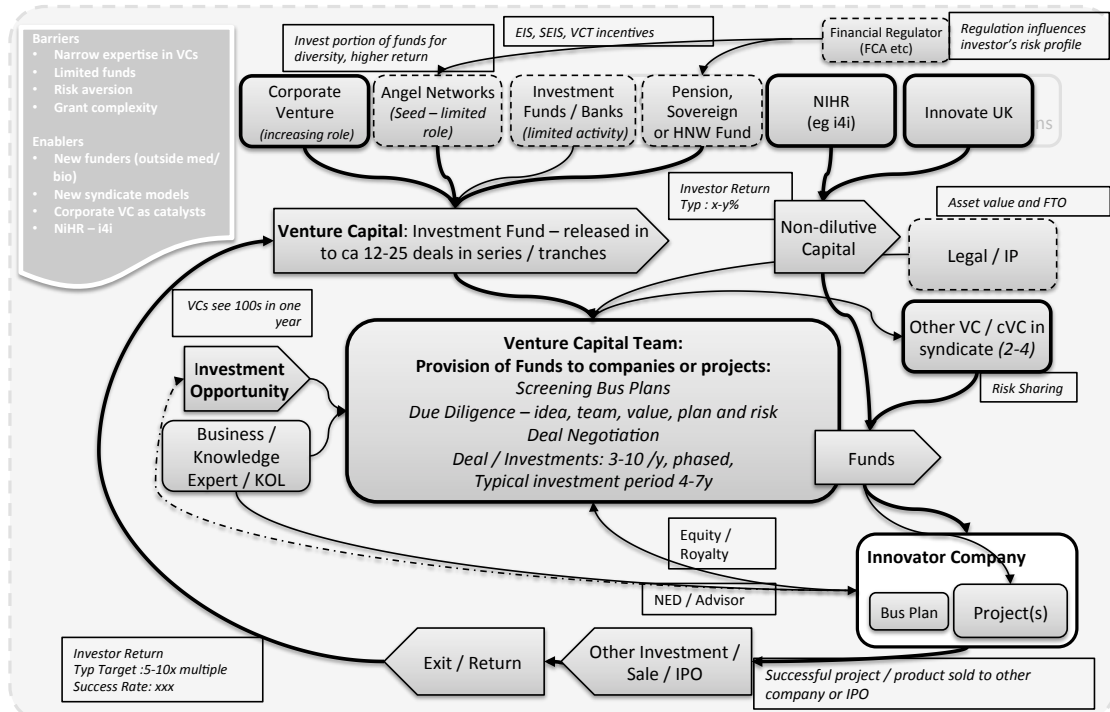 Barriers
• Narrow expertise in VCs
• Limited funds
• Risk aversion
• Grant complexity
Enablers
• New funders (outside med/
bio)
• New syndicate models
• Corporate VC as catalysts
• NiHR – i4i
Invest portion of funds for
diversity, higher return
EIS, SEIS, VCT incentives
Financial Regulator
(FCA etc)
Regulation influences
investor's risk profile
Corporate
Venture
(increasing role)
Angel Networks
(Seed – limited
role)
Investment
Funds / Banks
(limited activity)
Pension,
Sovereign
or HNW Fund
NIHR
(eg i4i)
Innovate UK
ns
Venture Capital: Investment Fund – released in
to ca 12-25 deals in series / tranches
Investor Return
Typ : x-y%
Non-dilutive
Capital
Asset value and FTO
Legal / IP
VCs see 100s in one
year
Investment
Opportunity
Business /
Knowledge
Expert / KOL
Venture Capital Team:
Provision of Funds to companies or projects:
Screening Bus Plans
Due Diligence – idea, team, value, plan and risk
Deal Negotiation
Deal / Investments: 3-10 /y, phased,
Typical investment period 4-7y
Other VC / cVC in
syndicate (2-4)
Risk Sharing
Funds
Equity /
Royalty
NED / Advisor
Innovator Company
Bus Plan
Project(s)
Investor Return
Typ Target :5-10x multiple
Success Rate: xxx
Exit / Return
Other Investment /
Sale / IPO
Successful project / product sold to other
company or IPO